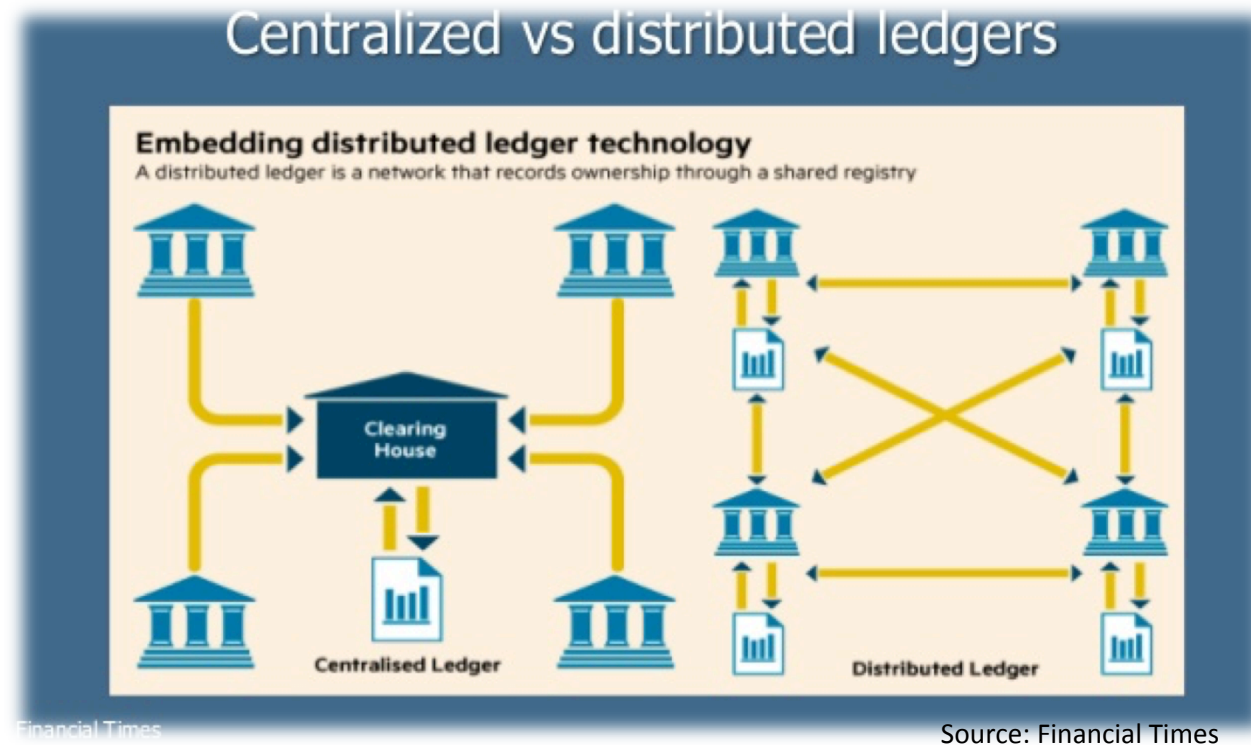 Centralized vs distributed ledgers
Embedding distributed ledger technology
A distributed ledger is a network that records ownership through a shared registry
Clearing
House
Centralised Ledger
Distributed Ledger
Financial Times
Source: Financial Times